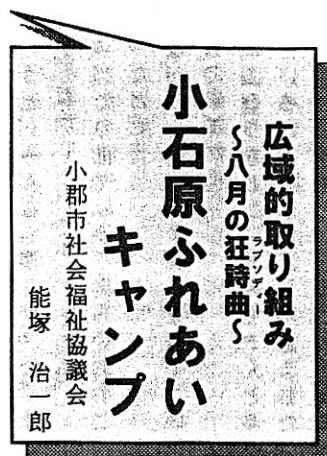 広域的取り組み
～八月の狂詩曲～
ラプソディー
小石原ふれあい
キャンプ
小郡市社会福祉協議会
能塚 治一郎